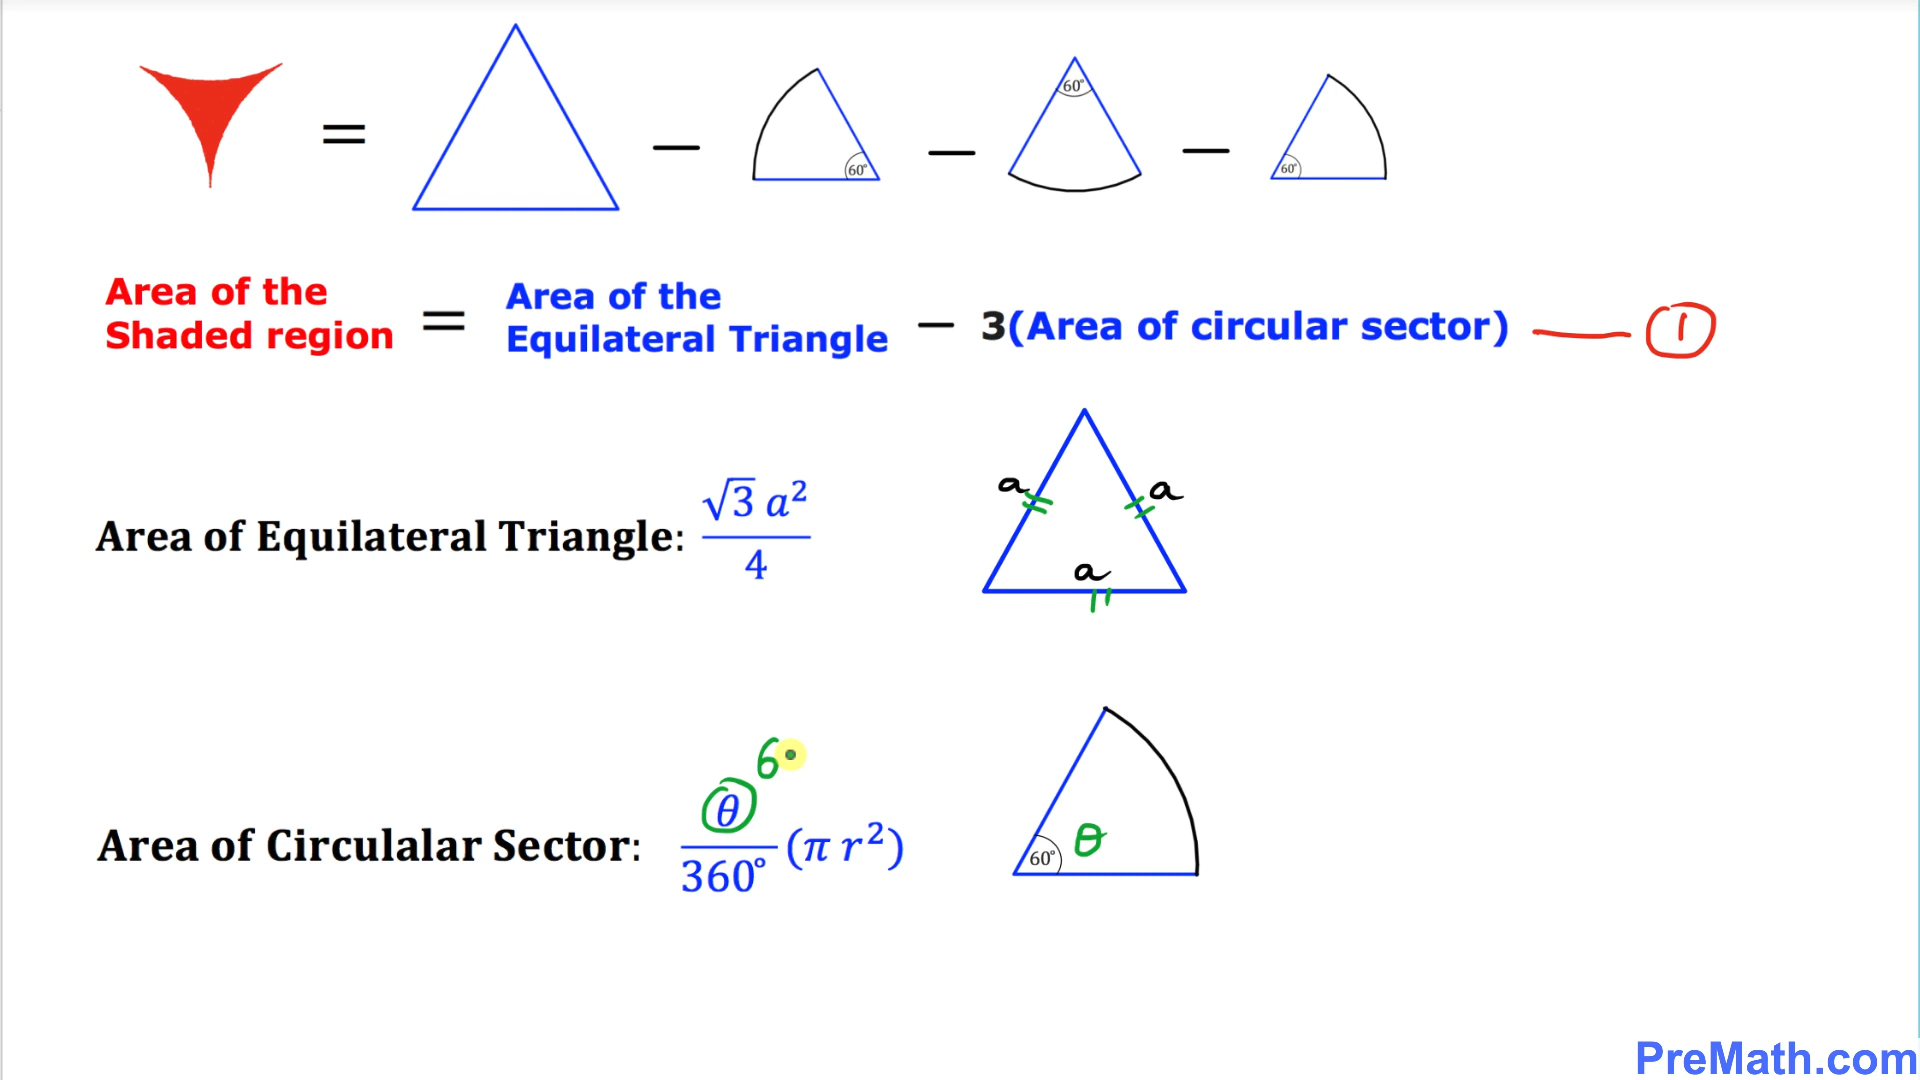 = − 60° − 60° − 60°
Area of the
Shaded region
=
Area of the
Equilateral Triangle
− 3(Area of circular sector) — 1
Area of Equilateral Triangle: √3 a² / 4
a a
a
6
Area of Circulalar Sector: θ / 360° (π r²)
60° θ
PreMath.com